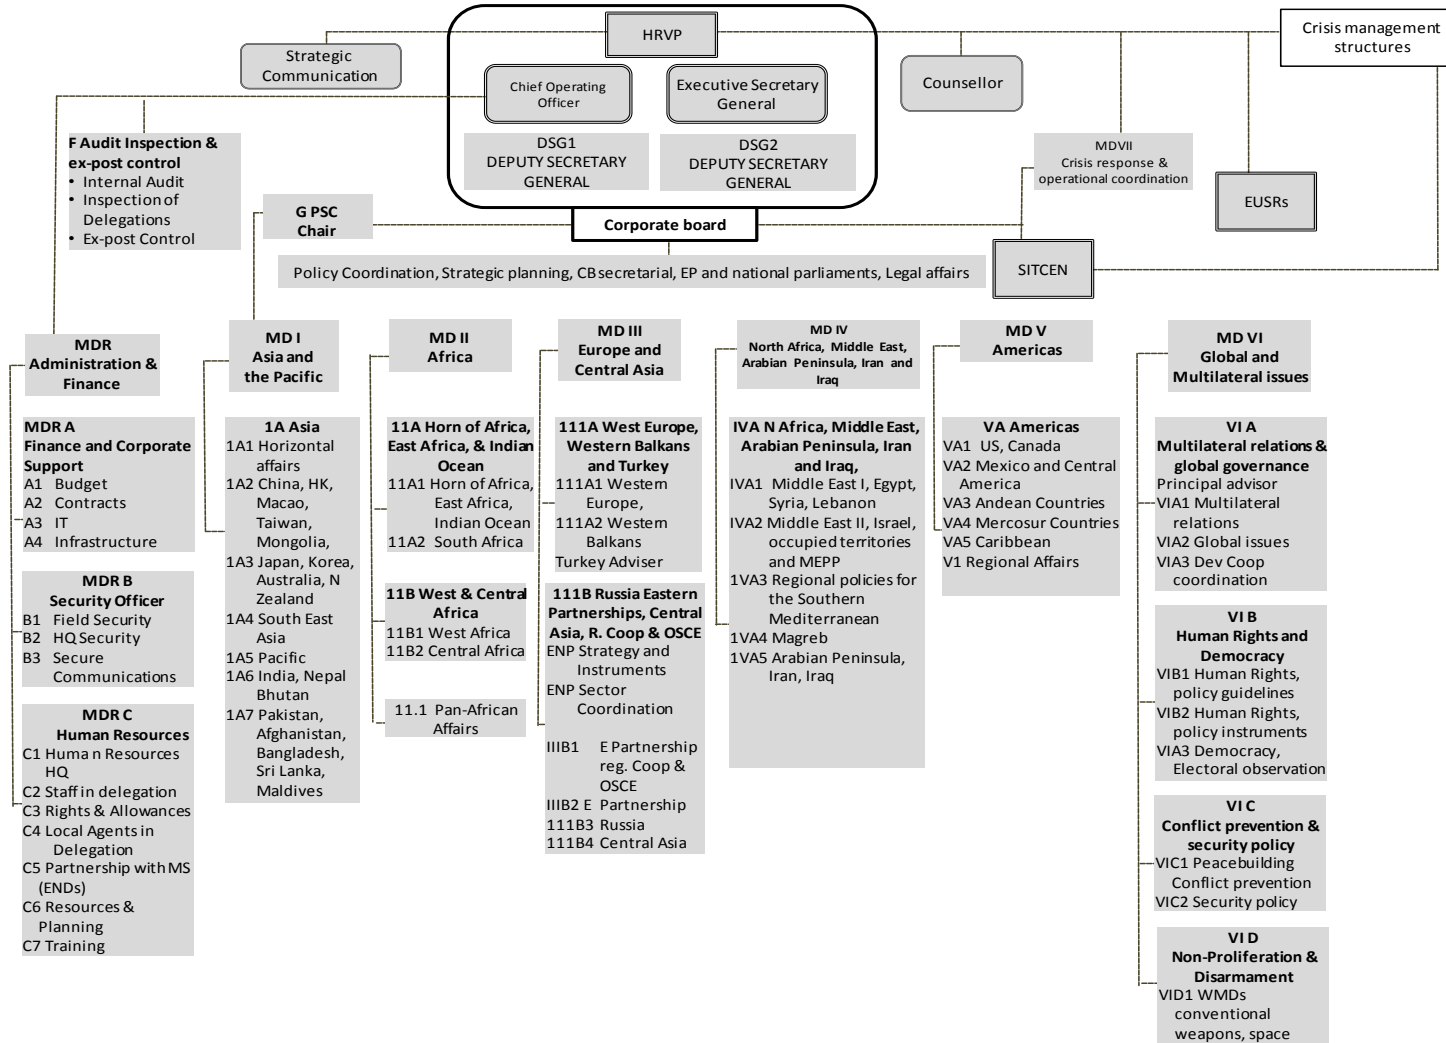 HRVP
Crisis management
structures
Strategic
Communication
Chief Operating
Officer
Executive Secretary
General
Counsellor
F Audit Inspection &
ex-post control
• Internal Audit
• Inspection of
Delegations
• Ex-post Control
DSG1
DEPUTY SECRETARY
GENERAL
DSG2
DEPUTY SECRETARY
GENERAL
MDVII
Crisis response &
operational coordination
EUSRs
G PSC
Chair
Corporate board
SITCEN
Policy Coordination, Strategic planning, CB secretarial, EP and national parliaments, Legal affairs
MDR
Administration &
Finance
MD I
Asia and
the Pacific
MD II
Africa
MD III
Europe and
Central Asia
MD IV
North Africa, Middle East,
Arabian Peninsula, Iran and
Iraq
MD V
Americas
MD VI
Global and
Multilateral issues
MDR A
Finance and Corporate
Support
A1 Budget
A2 Contracts
A3 IT
A4 Infrastructure
MDR B
Security Officer
B1 Field Security
B2 HQ Security
B3 Secure
Communications
MDR C
Human Resources
C1 Human Resources
HQ
C2 Staff in delegation
C3 Rights & Allowances
C4 Local Agents in
Delegation
C5 Partnership with MS
(ENDs)
C6 Resources &
Planning
C7 Training
1A Asia
1A1 Horizontal
affairs
1A2 China, HK,
Macao,
Taiwan,
Mongolia,
1A3 Japan, Korea,
Australia, N
Zealand
1A4 South East
Asia
1A5 Pacific
1A6 India, Nepal
Bhutan
1A7 Pakistan,
Afghanistan,
Bangladesh,
Sri Lanka,
Maldives
11A Horn of Africa,
East Africa, & Indian
Ocean
11A1 Horn of Africa,
East Africa,
Indian Ocean
11A2 South Africa
11B West & Central
Africa
11B1 West Africa
11B2 Central Africa
11.1 Pan-African
Affairs
111A West Europe,
Western Balkans
and Turkey
111A1 Western
Europe,
111A2 Western
Balkans
Turkey Adviser
111B Russia Eastern
Partnerships, Central
Asia, R. Coop & OSCE
ENP Strategy and
Instruments
ENP Sector
Coordination
IIIB1 E Partnership
reg. Coop &
OSCE
IIIB2 E Partnership
111B3 Russia
111B4 Central Asia
IVA N Africa, Middle East,
Arabian Peninsula, Iran
and Iraq,
IVA1 Middle East I, Egypt,
Syria, Lebanon
IVA2 Middle East II, Israel,
occupied territories
and MEPP
1VA3 Regional policies for
the Southern
Mediterranean
1VA4 Magreb
1VA5 Arabian Peninsula,
Iran, Iraq
VA Americas
VA1 US, Canada
VA2 Mexico and Central
America
VA3 Andean Countries
VA4 Mercosur Countries
VA5 Caribbean
V1 Regional Affairs
VI A
Multilateral relations &
global governance
Principal advisor
VIA1 Multilateral
relations
VIA2 Global issues
VIA3 Dev Coop
coordination
VI B
Human Rights and
Democracy
VIB1 Human Rights,
policy guidelines
VIB2 Human Rights,
policy instruments
VIA3 Democracy,
Electoral observation
VI C
Conflict prevention &
security policy
VIC1 Peacebuilding
Conflict prevention
VIC2 Security policy
VI D
Non-Proliferation &
Disarmament
VID1 WMDs
conventional
weapons, space